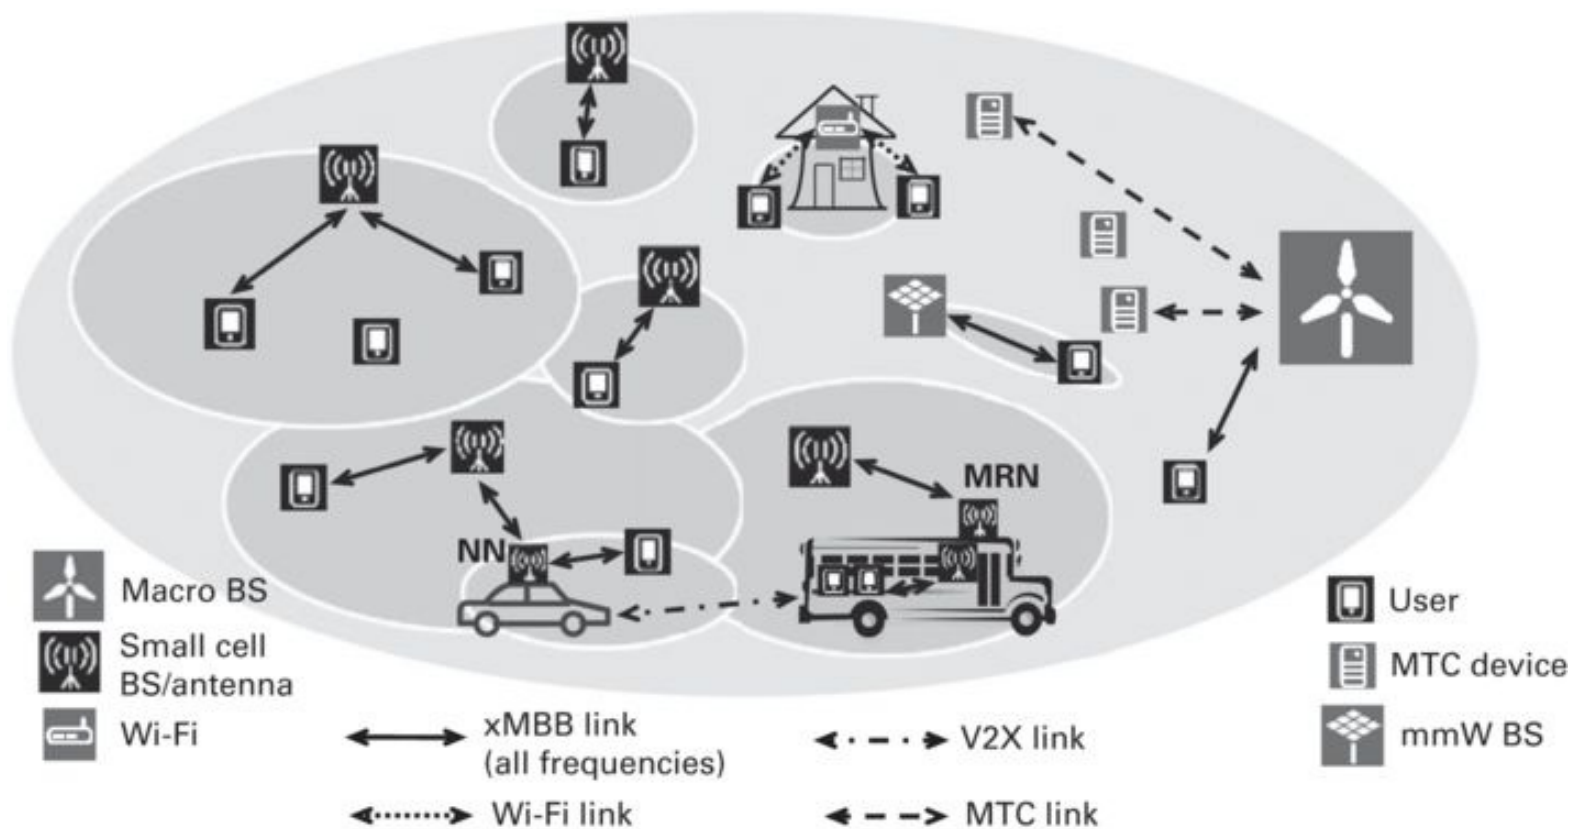 MRN
NN
Macro BS
Small cell
BS/antenna
Wi-Fi
xMBB link
(all frequencies)
Wi-Fi link
V2X link
MTC link
User
MTC device
mmW BS